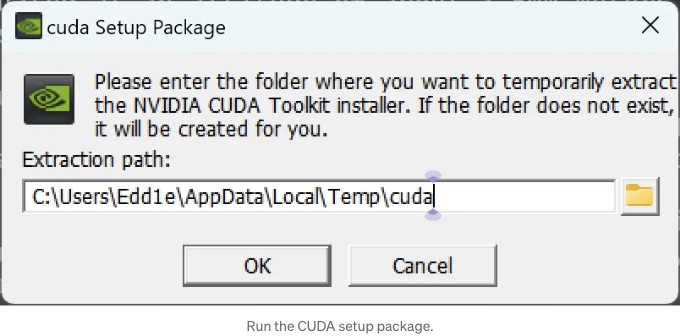 cuda Setup Package
Please enter the folder where you want to temporarily extract
the NVIDIA CUDA Toolkit installer. If the folder does not exist,
it will be created for you.
Extraction path:
C:\Users\Edd1e\AppData\Local\Temp\cuda
OK
Cancel
Run the CUDA setup package.